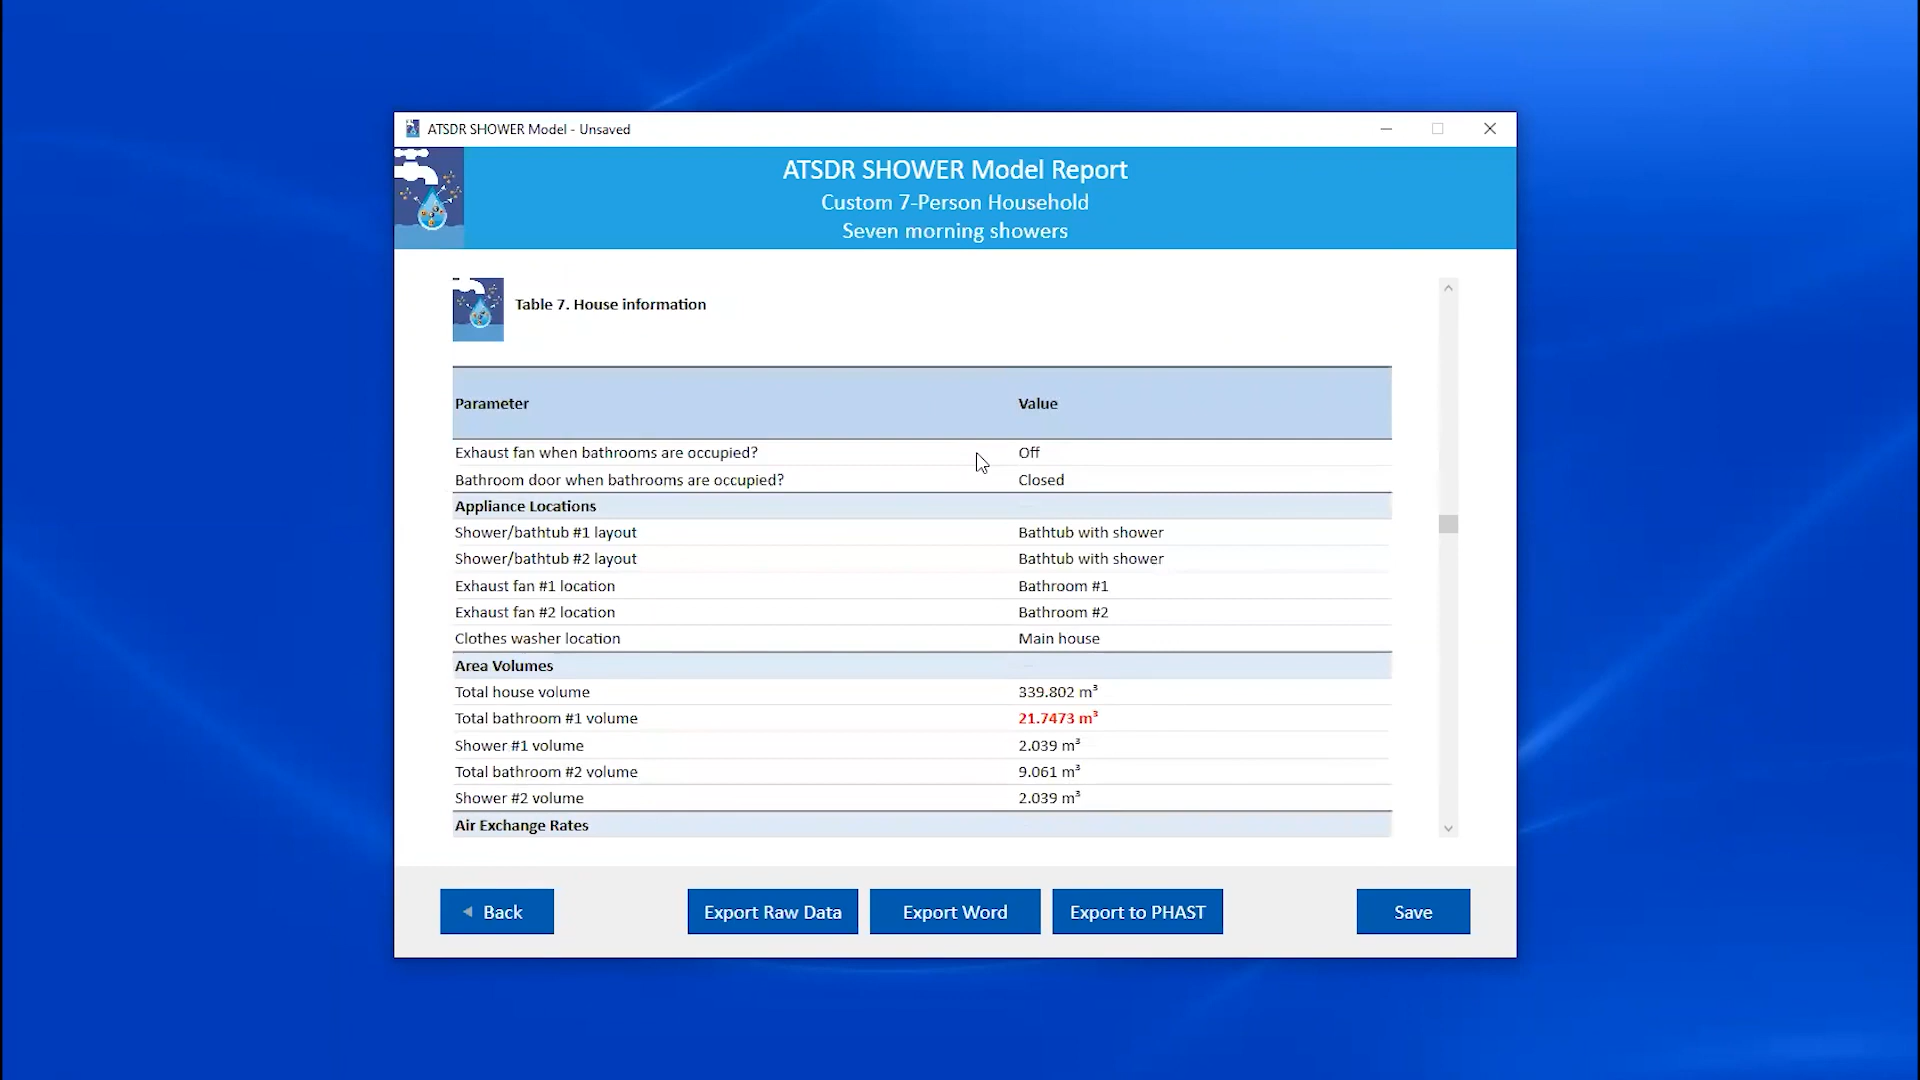 ATSDR SHOWER Model - Unsaved
ATSDR SHOWER Model Report
Custom 7-Person Household
Seven morning showers
Table 7. House information
Parameter Value
Exhaust fan when bathrooms are occupied? Off
Bathroom door when bathrooms are occupied? Closed
Appliance Locations
Shower/bathtub #1 layout Bathtub with shower
Shower/bathtub #2 layout Bathtub with shower
Exhaust fan #1 location Bathroom #1
Exhaust fan #2 location Bathroom #2
Clothes washer location Main house
Area Volumes
Total house volume 339.802 m³
Total bathroom #1 volume 21.7473 m³
Shower #1 volume 2.039 m³
Total bathroom #2 volume 9.061 m³
Shower #2 volume 2.039 m³
Air Exchange Rates
Back Export Raw Data Export Word Export to PHAST Save